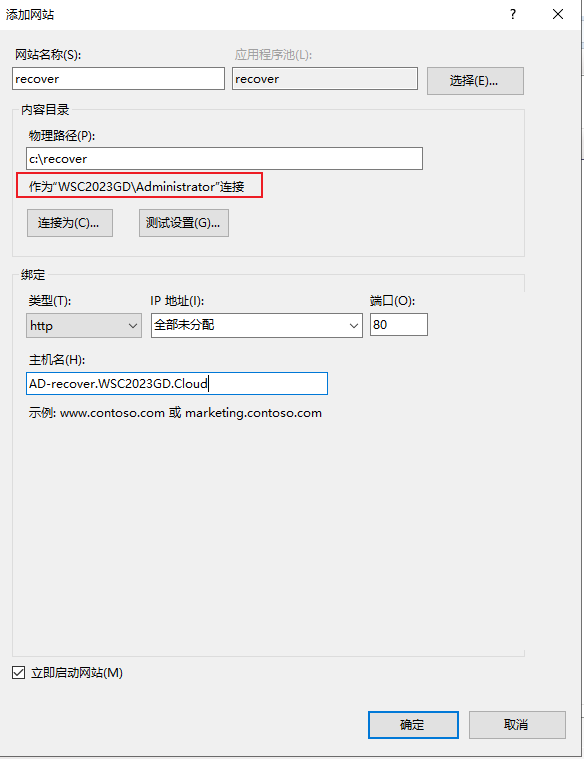 添加网站
?
网站名称(S):
应用程序池(L):
recover
recover
选择(E)...
内容目录
物理路径(P):
c:\recover
作为"WSC2023GD\Administrator"连接
连接为(C)...
测试设置(G)...
绑定
类型(T):
IP 地址(I):
端口(O):
http
全部未分配
80
主机名(H):
AD-recover.WSC2023GD.Cloud
示例: www.contoso.com 或 marketing.contoso.com
立即启动网站(M)
确定
取消